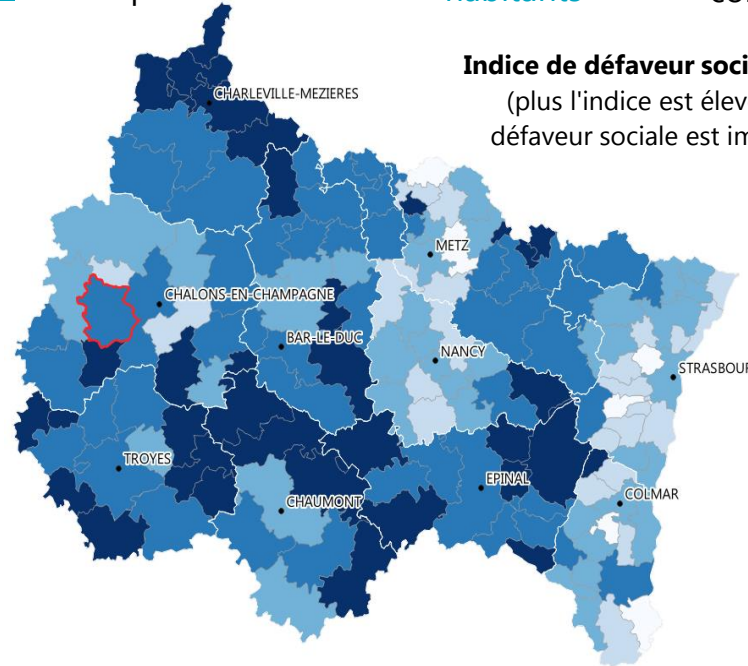 habitants
Indice de défaveur soci
(plus l'indice est élev
défaveur sociale est im
CHARLEVILLE-MEZIERES
METZ
CHALONS-EN-CHAMPAGNE
BAR-LE-DUC
NANCY
STRASBOUR
TROYES
EPINAL
CHAUMONT
COLMAR